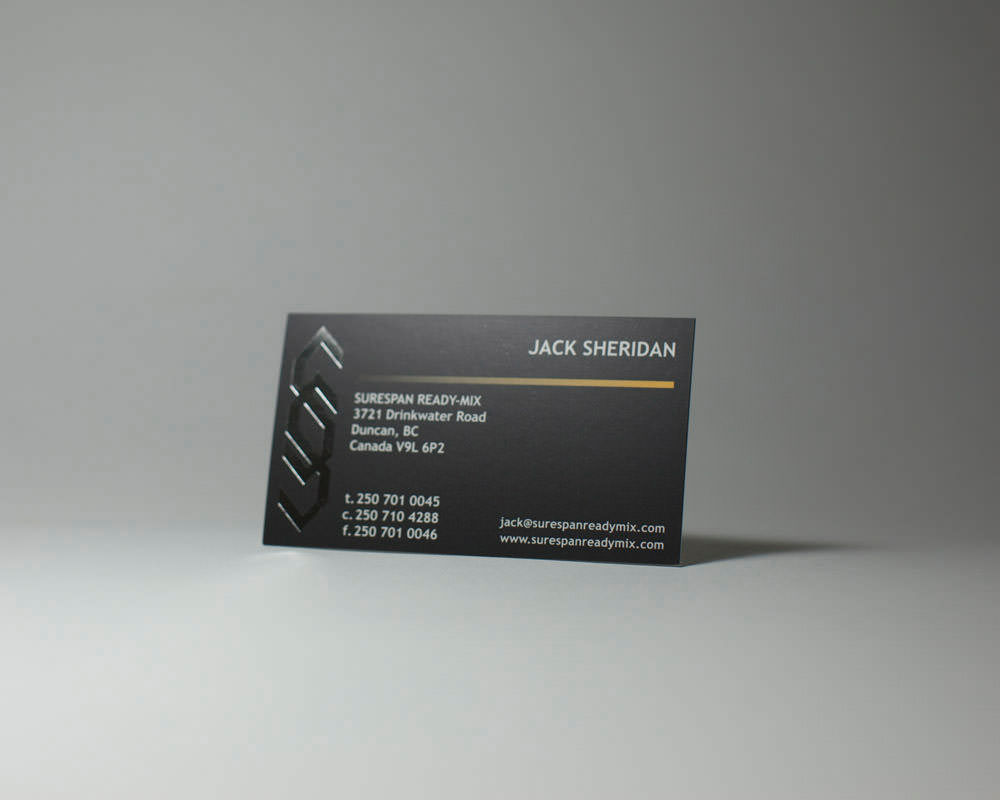 JACK SHERIDAN
SURESPAN READY-MIX
3721 Drinkwater Road
Duncan, BC
Canada V9L 6P2
t. 250 701 0045
c. 250 710 4288
f. 250 701 0046
jack@surespanreadymix.com
www.surespanreadymix.com